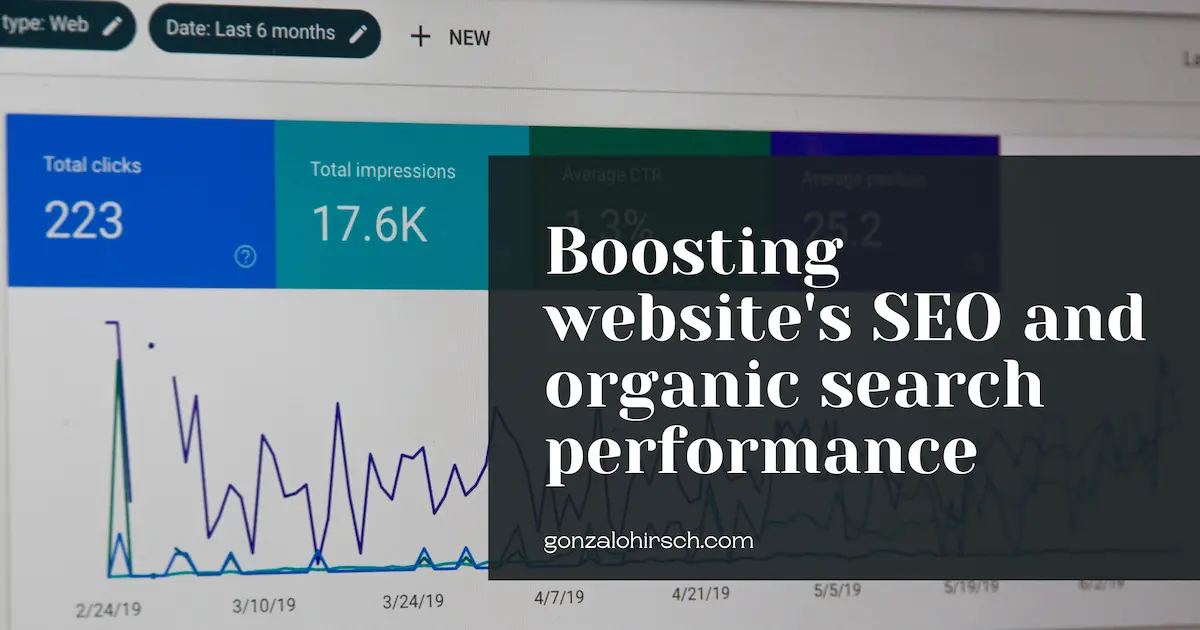 type: Web
Date: Last 6 months
+ NEW
Total clicks
Total impressions
Average CTR
Average position
223
17.6K
1.3%
25.2
Boosting
website's SEO and
organic search
performance
gonzalohirsch.com
2/24/19
3/10/19
3/24/19
4/7/19
4/21/19
5/5/19
5/19/19
6/2/19